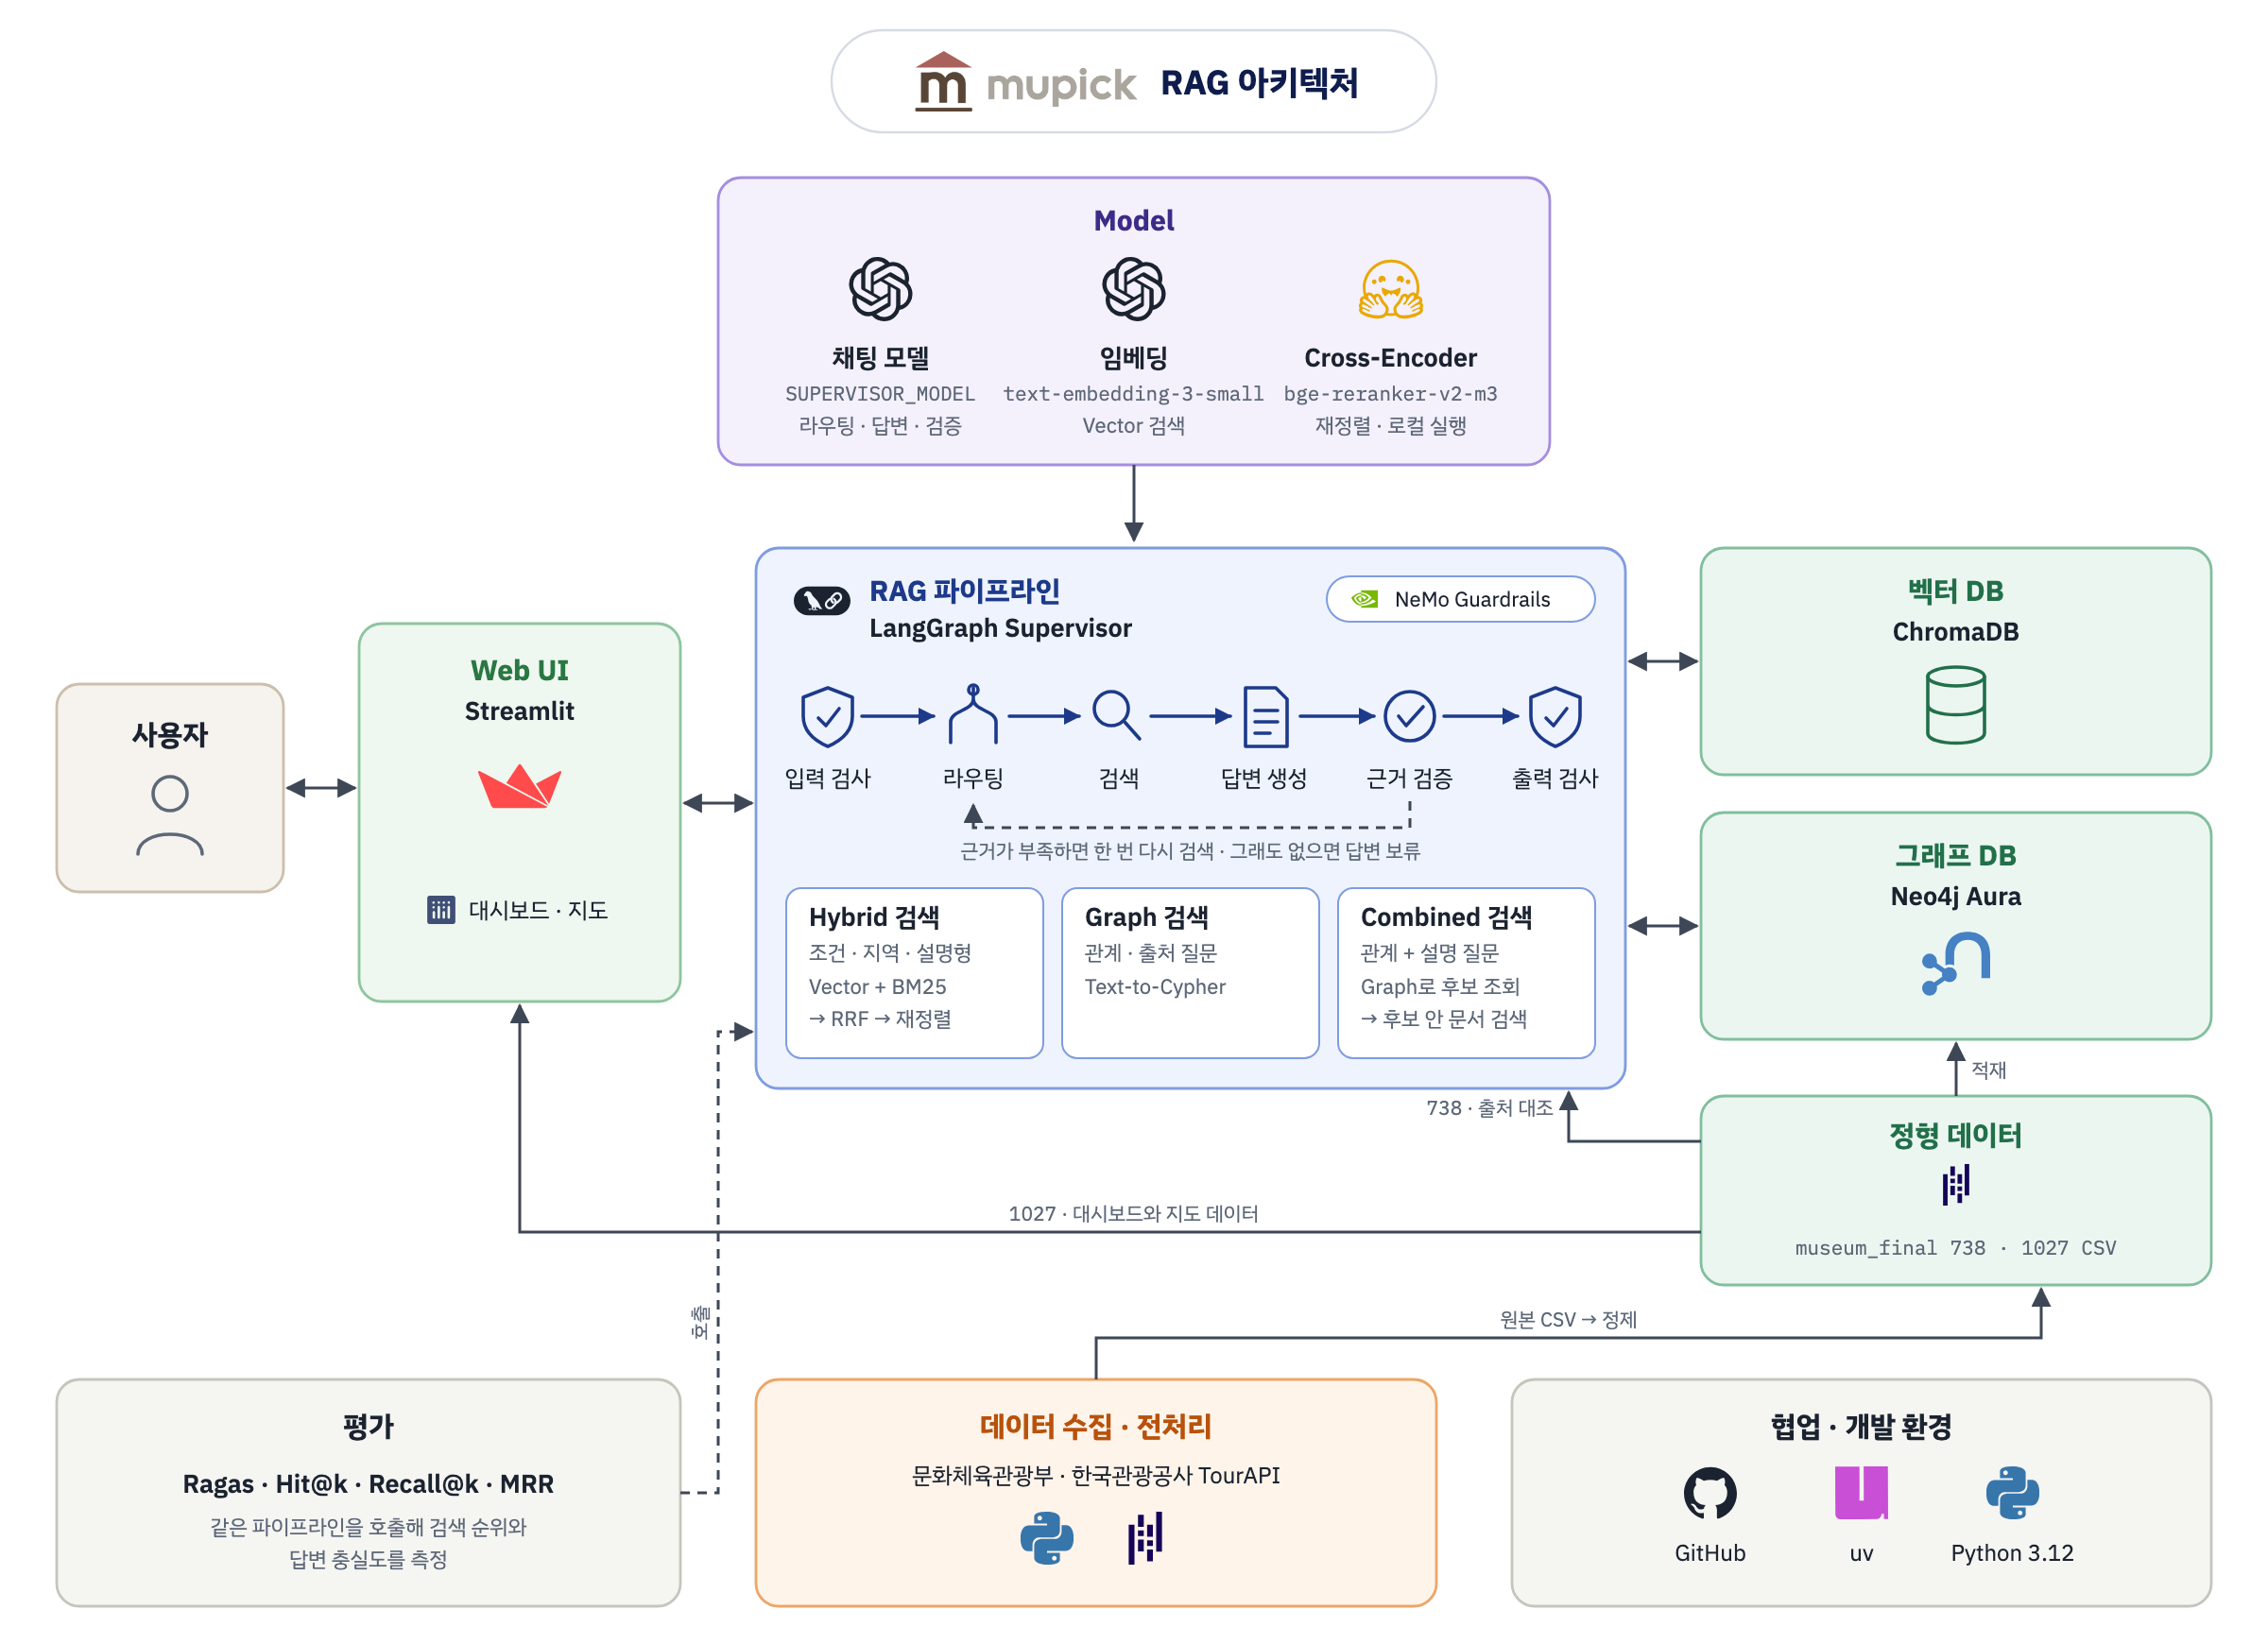 mupick RAG 아키텍처
Model
채팅 모델
SUPERVISOR_MODEL
라우팅 · 답변 · 검증
임베딩
text-embedding-3-small
Vector 검색
Cross-Encoder
bge-reranker-v2-m3
재정렬 · 로컬 실행
사용자
Web UI
Streamlit
대시보드 · 지도
RAG 파이프라인
LangGraph Supervisor
NeMo Guardrails
입력 검사
라우팅
검색
답변 생성
근거 검증
출력 검사
근거가 부족하면 한 번 다시 검색 · 그래도 없으면 답변 보류
Hybrid 검색
조건 · 지역 · 설명형
Vector + BM25
→ RRF → 재정렬
Graph 검색
관계 · 출처 질문
Text-to-Cypher
Combined 검색
관계 + 설명 질문
Graph로 후보 조회
→ 후보 안 문서 검색
벡터 DB
ChromaDB
그래프 DB
Neo4j Aura
적재
738 · 출처 대조
정형 데이터
museum_final 738 · 1027 CSV
1027 · 대시보드와 지도 데이터
호출
원본 CSV → 정제
평가
Ragas · Hit@k · Recall@k · MRR
같은 파이프라인을 호출해 검색 순위와
답변 충실도를 측정
데이터 수집 · 전처리
문화체육관광부 · 한국관광공사 TourAPI
협업 · 개발 환경
GitHub
uv
Python 3.12